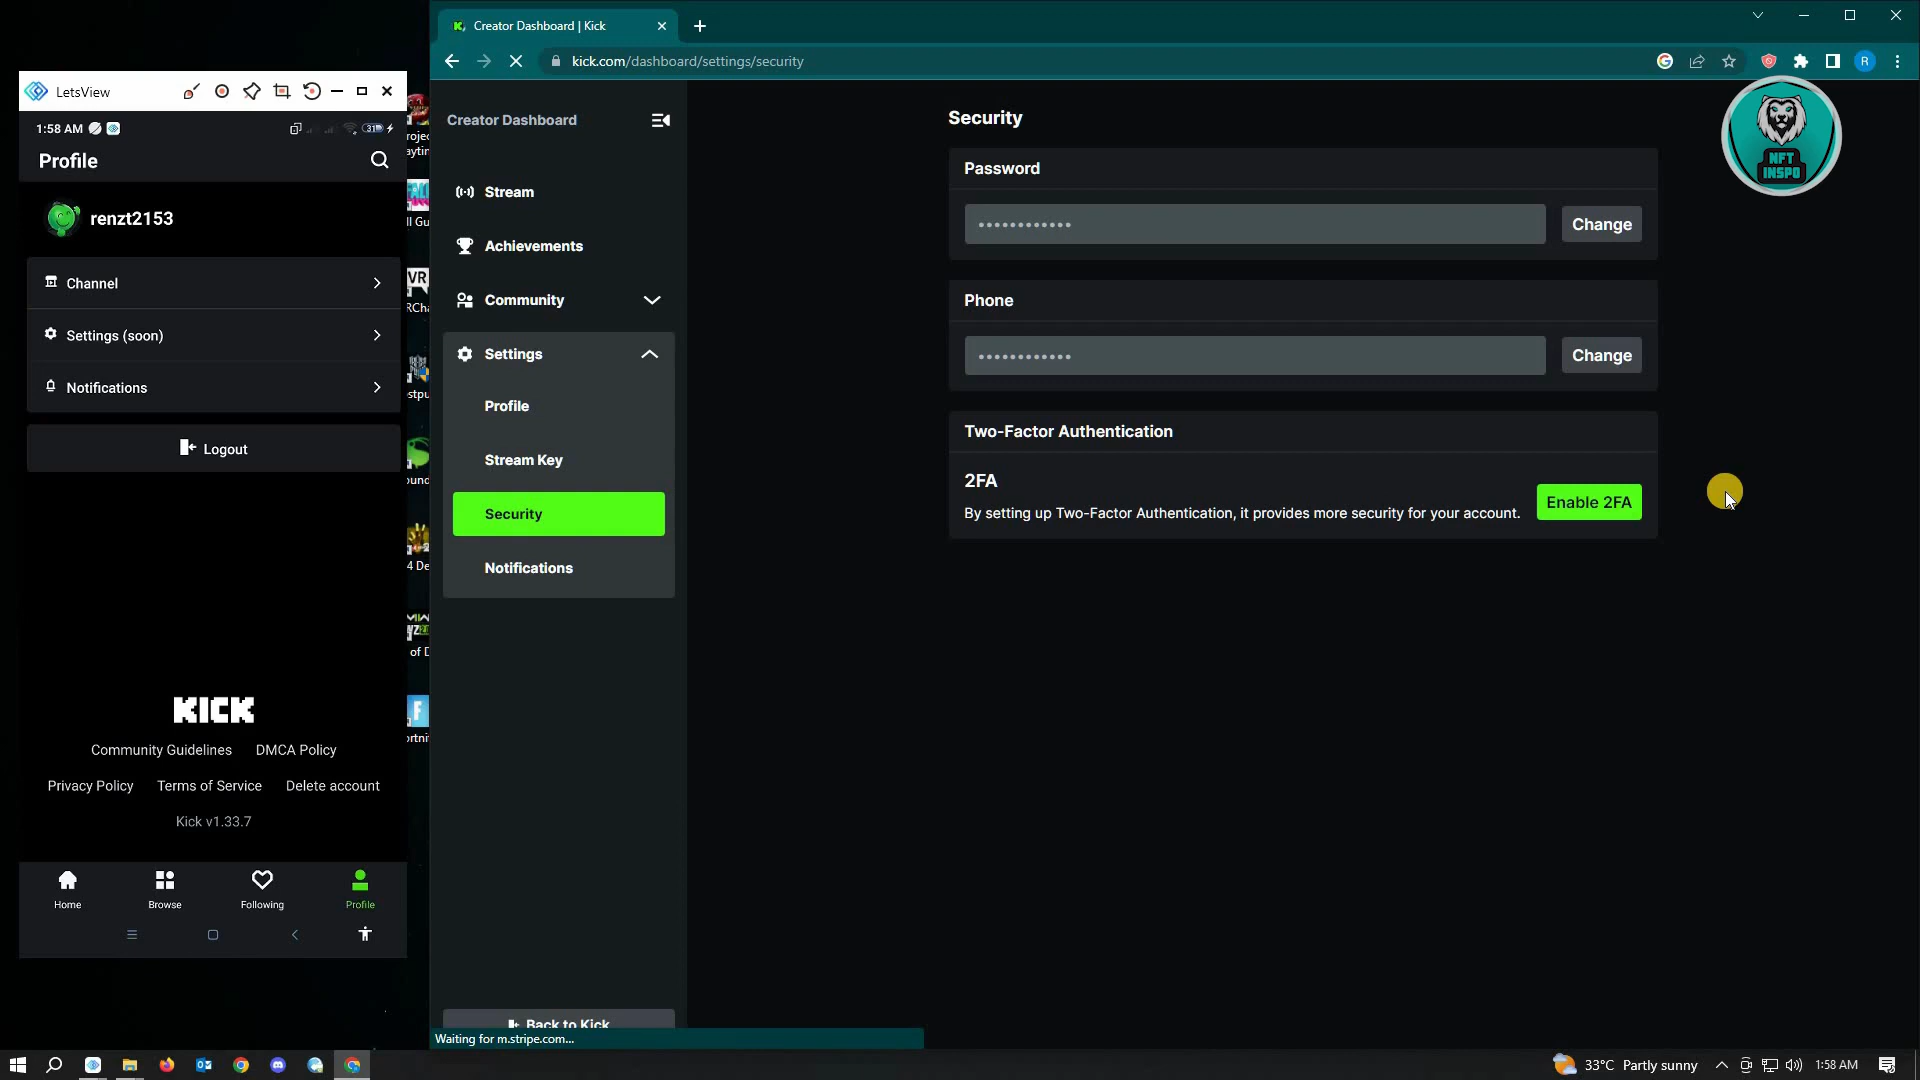 Creator Dashboard | Kick
kick.com/dashboard/settings/security
R
LetsView
1:58 AM
31
Profile
renzt2153
Channel
Settings (soon)
Notifications
Logout
KICK
Community Guidelines DMCA Policy
Privacy Policy Terms of Service Delete account
Kick v1.33.7
Home Browse Following Profile
Creator Dashboard
Stream
Achievements
Community
Settings
Profile
Stream Key
Security
Notifications
Back to Kick
Waiting for m.stripe.com...
Security
Password
Change
Phone
Change
Two-Factor Authentication
2FA
By setting up Two-Factor Authentication, it provides more security for your account.
Enable 2FA
NFT
INSPO
33°C Partly sunny
1:58 AM